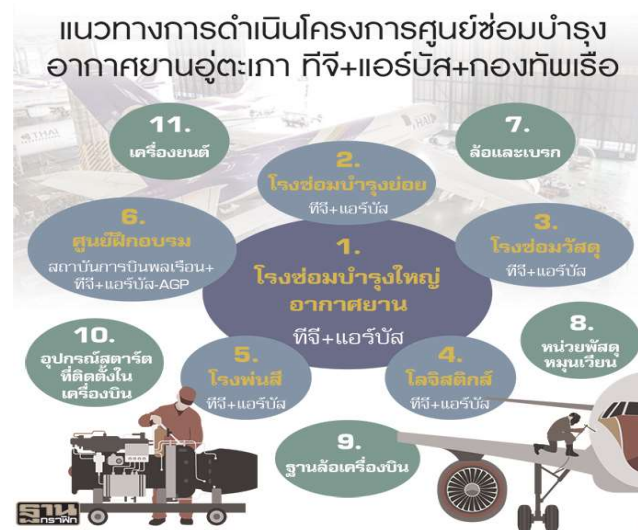 แนวทางการดำเนินโครงการศูนย์ซ่อมบำรุง
อากาศยานอู่ตะเภา ทีจี+แอร์บัส+กองทัพเรือ
11.
เครื่องยนต์
7.
ล้อและเบรก
2.
โรงซ่อมบำรุงย่อย
ทีจี+แอร์บัส
6.
ศูนย์ฝึกอบรม
สถาบันการบินพลเรือน+
ทีจี+แอร์บัส-AGP
3.
โรงซ่อมวัสดุ
ทีจี+แอร์บัส
1.
โรงซ่อมบำรุงใหญ่
อากาศยาน
ทีจี+แอร์บัส
10.
อุปกรณ์สตาร์ต
ที่ติดตั้งใน
เครื่องบิน
8.
หน่วยพัสดุ
หมุนเวียน
5.
โรงพ่นสี
ทีจี+แอร์บัส
4.
โลจิสติกส์
ทีจี+แอร์บัส
9.
ฐานล้อเครื่องบิน
ฐาน
กราฟิก